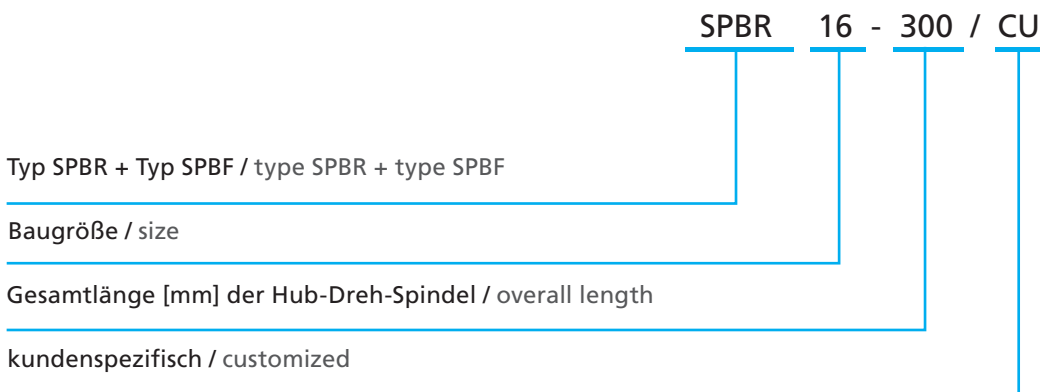 SPBR 16 - 300 / CU
Typ SPBR + Typ SPBF / type SPBR + type SPBF
Baugröße / size
Gesamtlänge [mm] der Hub-Dreh-Spindel / overall length
kundenspezifisch / customized